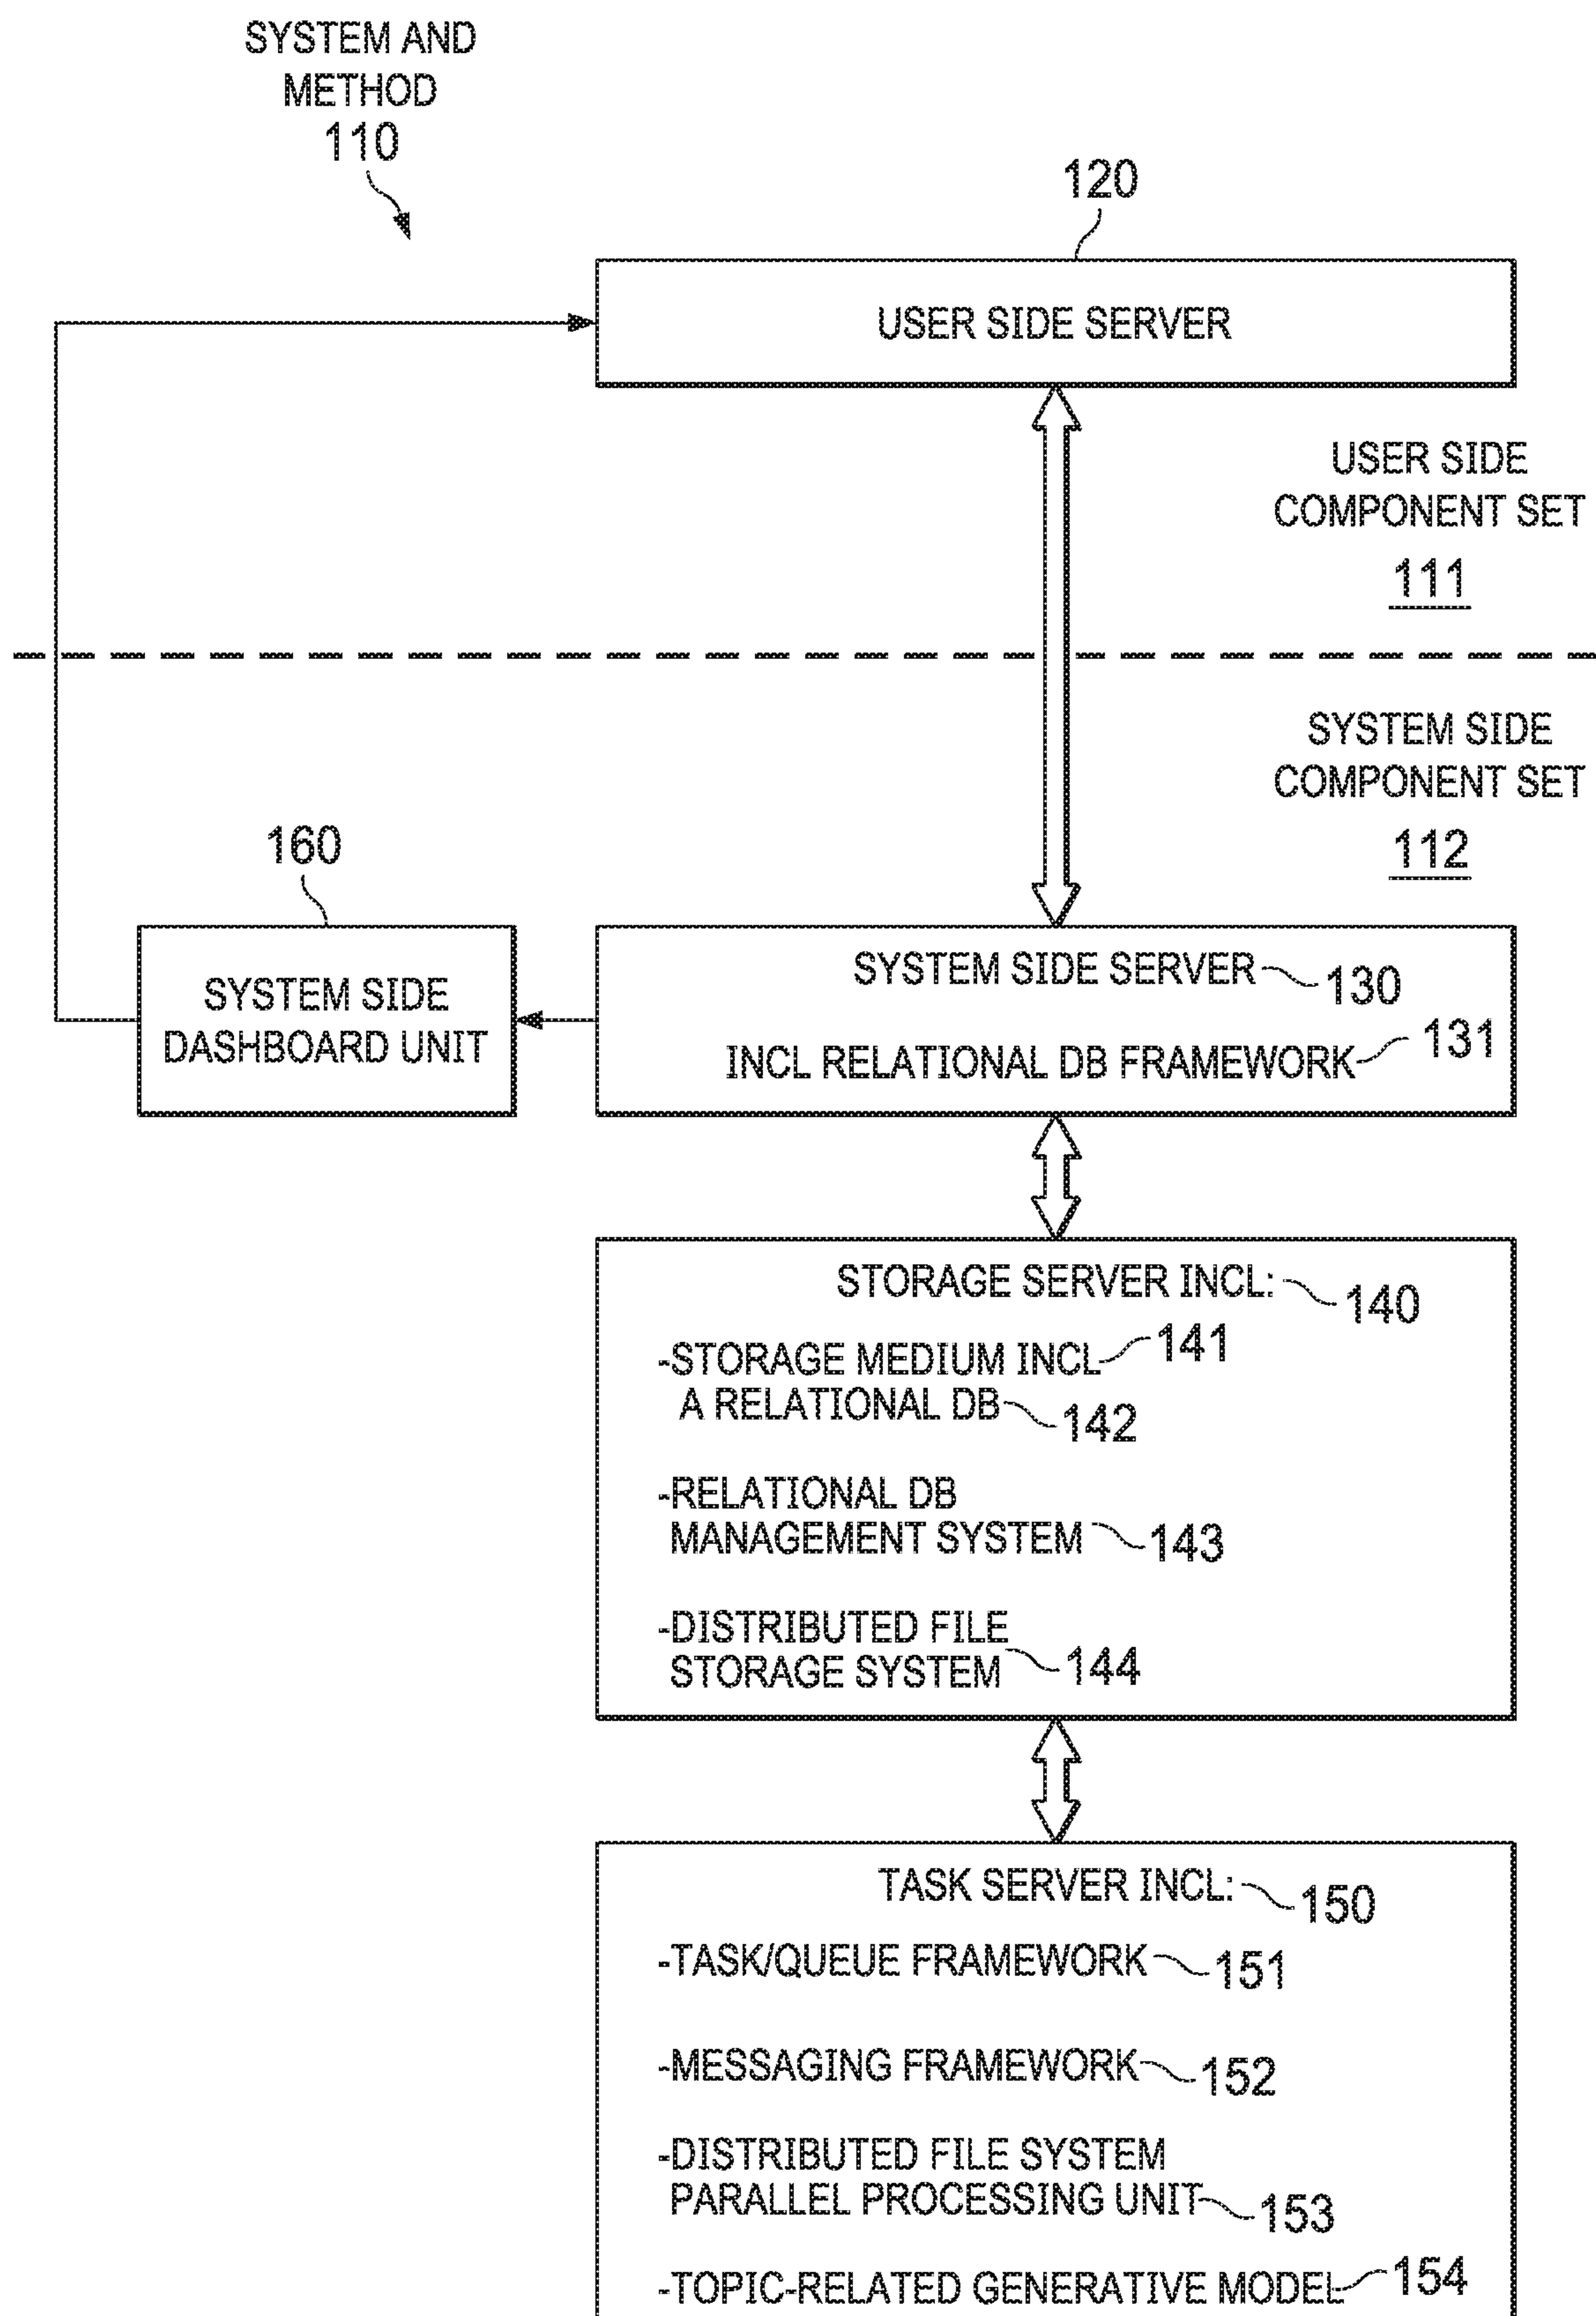 SYSTEM AND
METHOD
110
120
USER SIDE SERVER
USER SIDE
COMPONENT SET
111
SYSTEM SIDE
COMPONENT SET
112
160
SYSTEM SIDE
DASHBOARD UNIT
SYSTEM SIDE SERVER 130
INCL RELATIONAL DB FRAMEWORK 131
STORAGE SERVER INCL: 140
-STORAGE MEDIUM INCL 141
A RELATIONAL DB 142
-RELATIONAL DB
MANAGEMENT SYSTEM 143
-DISTRIBUTED FILE
STORAGE SYSTEM 144
TASK SERVER INCL: 150
-TASK/QUEUE FRAMEWORK 151
-MESSAGING FRAMEWORK 152
-DISTRIBUTED FILE SYSTEM
PARALLEL PROCESSING UNIT 153
-TOPIC-RELATED GENERATIVE MODEL 154